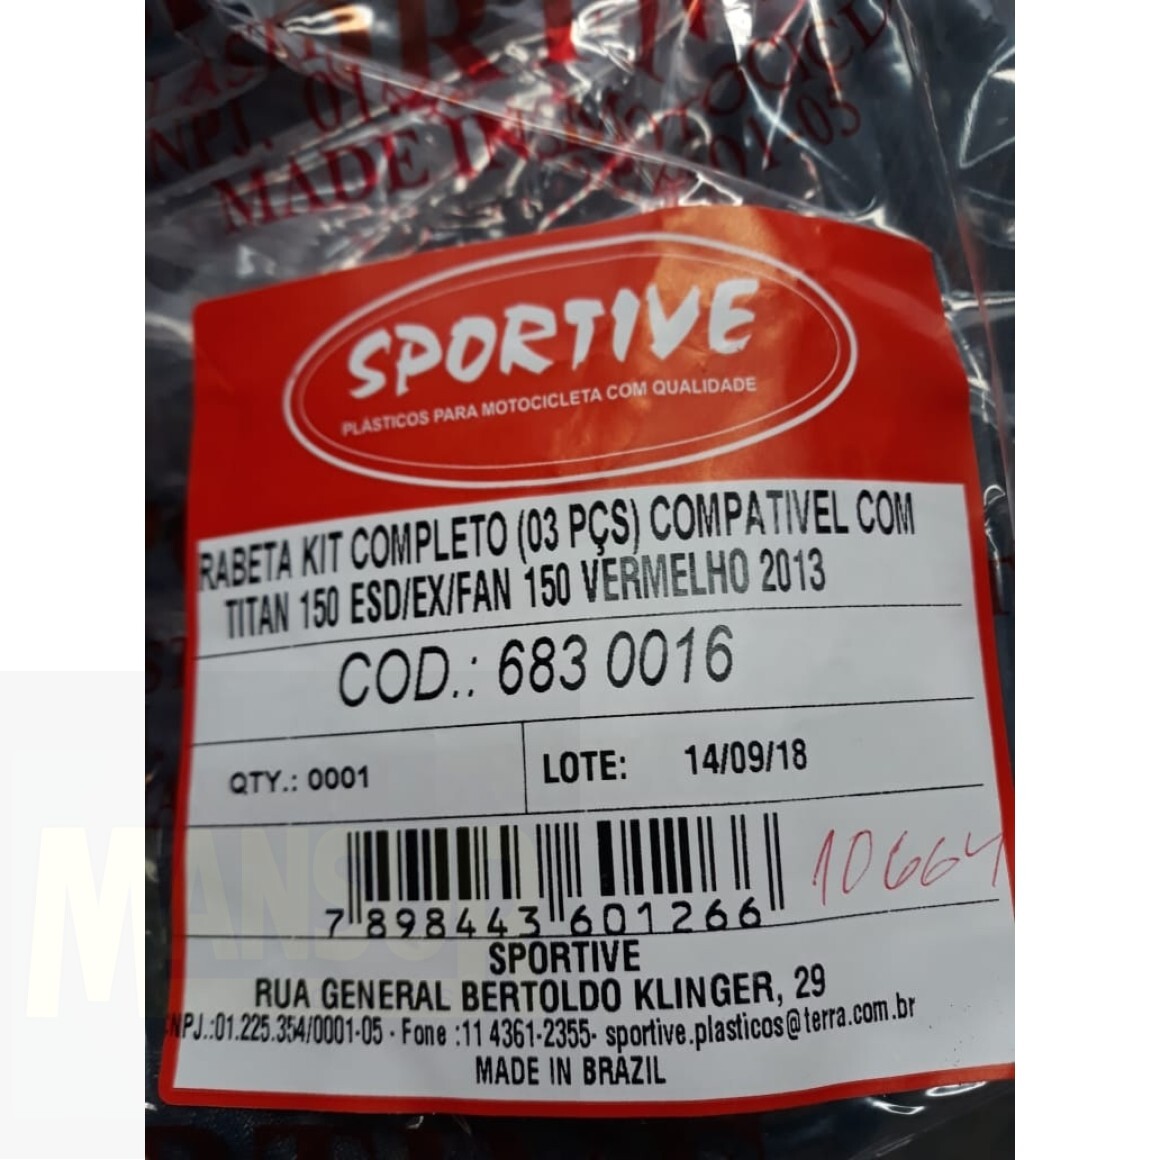 MADE IN
SPORTIVE
PLÁSTICOS PARA MOTOCICLETA COM QUALIDADE
RABETA KIT COMPLETO (03 PÇS) COMPATIVEL COM
TITAN 150 ESD/EX/FAN 150 VERMELHO 2013
COD.: 683 0016
QTY.: 0001
LOTE: 14/09/18
7 898443 601266
10664
SPORTIVE
RUA GENERAL BERTOLDO KLINGER, 29
CNPJ.:01.225.354/0001-05 - Fone :11 4361-2355- sportive.plasticos@terra.com.br
MADE IN BRAZIL